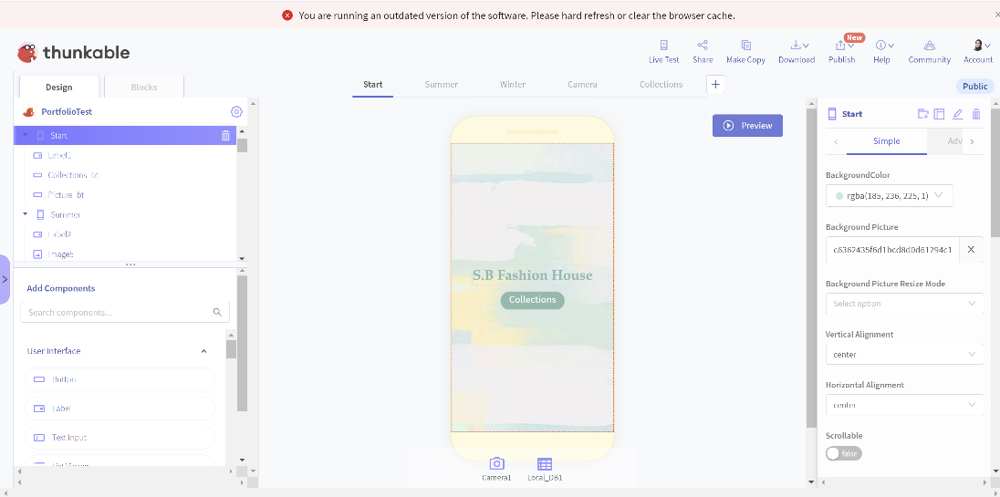 You are running an outdated version of the software. Please hard refresh or clear the browser cache.
thunkable
Live Test
Share
Make Copy
Download
New
Publish
Help
Community
Account
Design
Blocks
Start
Summer
Winter
Camera
Collections
Public
PortfolioTest
Start
Label1
Collections_bt
Picture_bt
Summer
Label2
Image5
Add Components
Search components...
User Interface
Button
Label
Text Input
Preview
S.B Fashion House
Collections
Camera1
Local_DB1
Start
Simple
Adv
BackgroundColor
rgba(185, 236, 225, 1)
Background Picture
c6362435f6d1bcd8d0d61294c1
X
Background Picture Resize Mode
Select option
Vertical Alignment
center
Horizontal Alignment
center
Scrollable
false